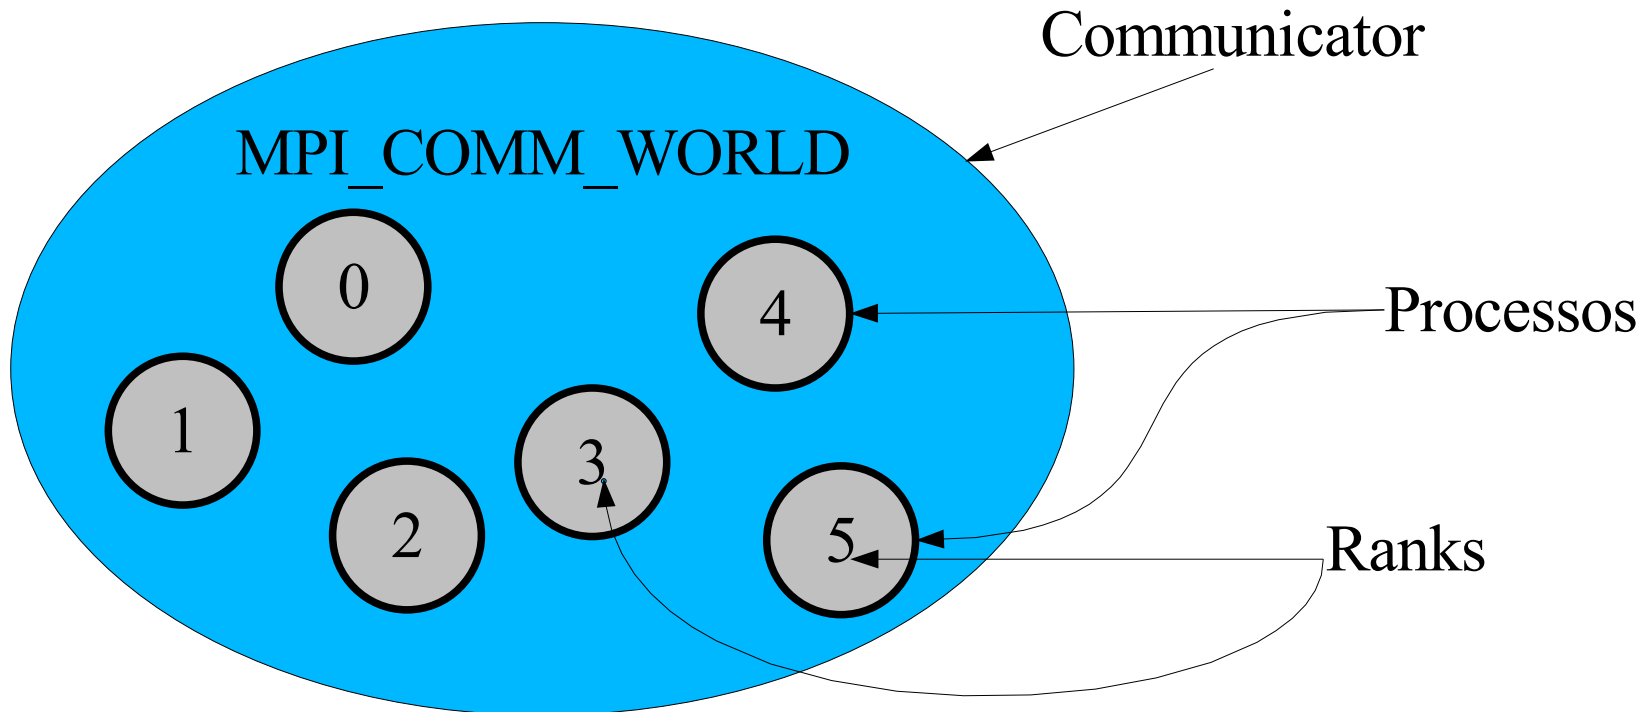 Communicator
MPI_COMM_WORLD
0
4
Processos
1
3
2
5
Ranks